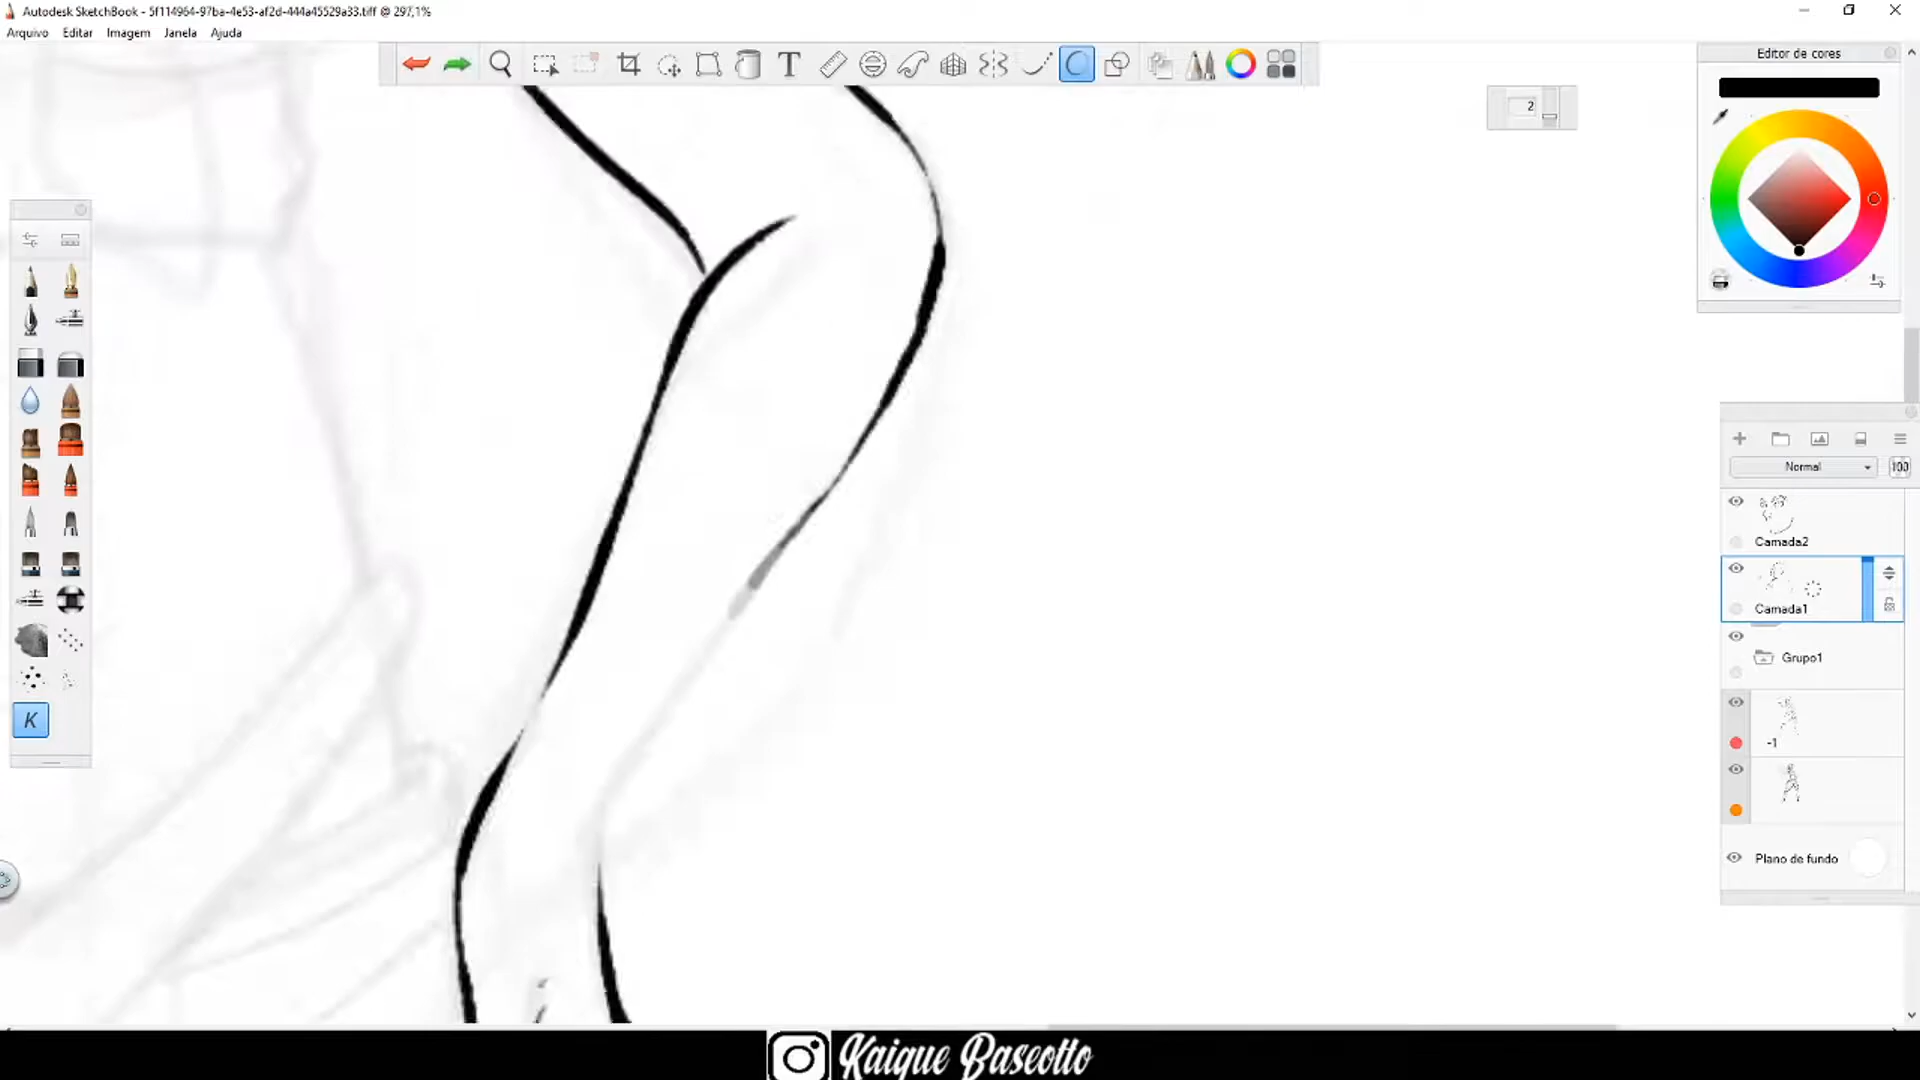 Autodesk SketchBook - 5f114964-97ba-4e53-af2d-444a45529a33.tiff @ 297,1%
Arquivo Editar Imagem Janela Ajuda
T
2
Editor de cores
K
Normal 100
Camada2
Camada1
Grupo1
-1
Plano de fundo
Kaique Baseotto